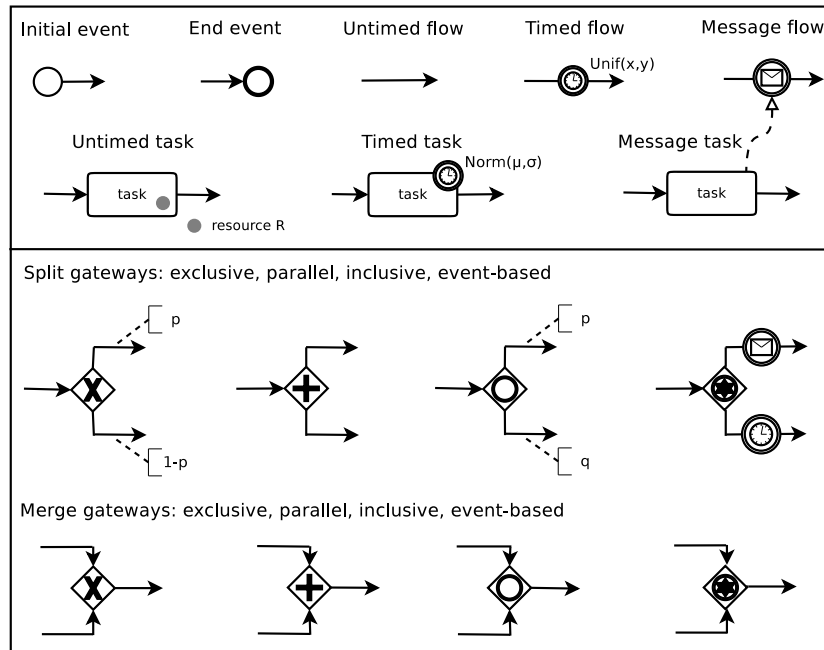 Initial event
End event
Untimed flow
Timed flow
Message flow
Unif(x,y)
Untimed task
Timed task
Message task
Norm(μ,σ)
task
task
task
resource R
Split gateways: exclusive, parallel, inclusive, event-based
p
p
X
1-p
q
Merge gateways: exclusive, parallel, inclusive, event-based
X